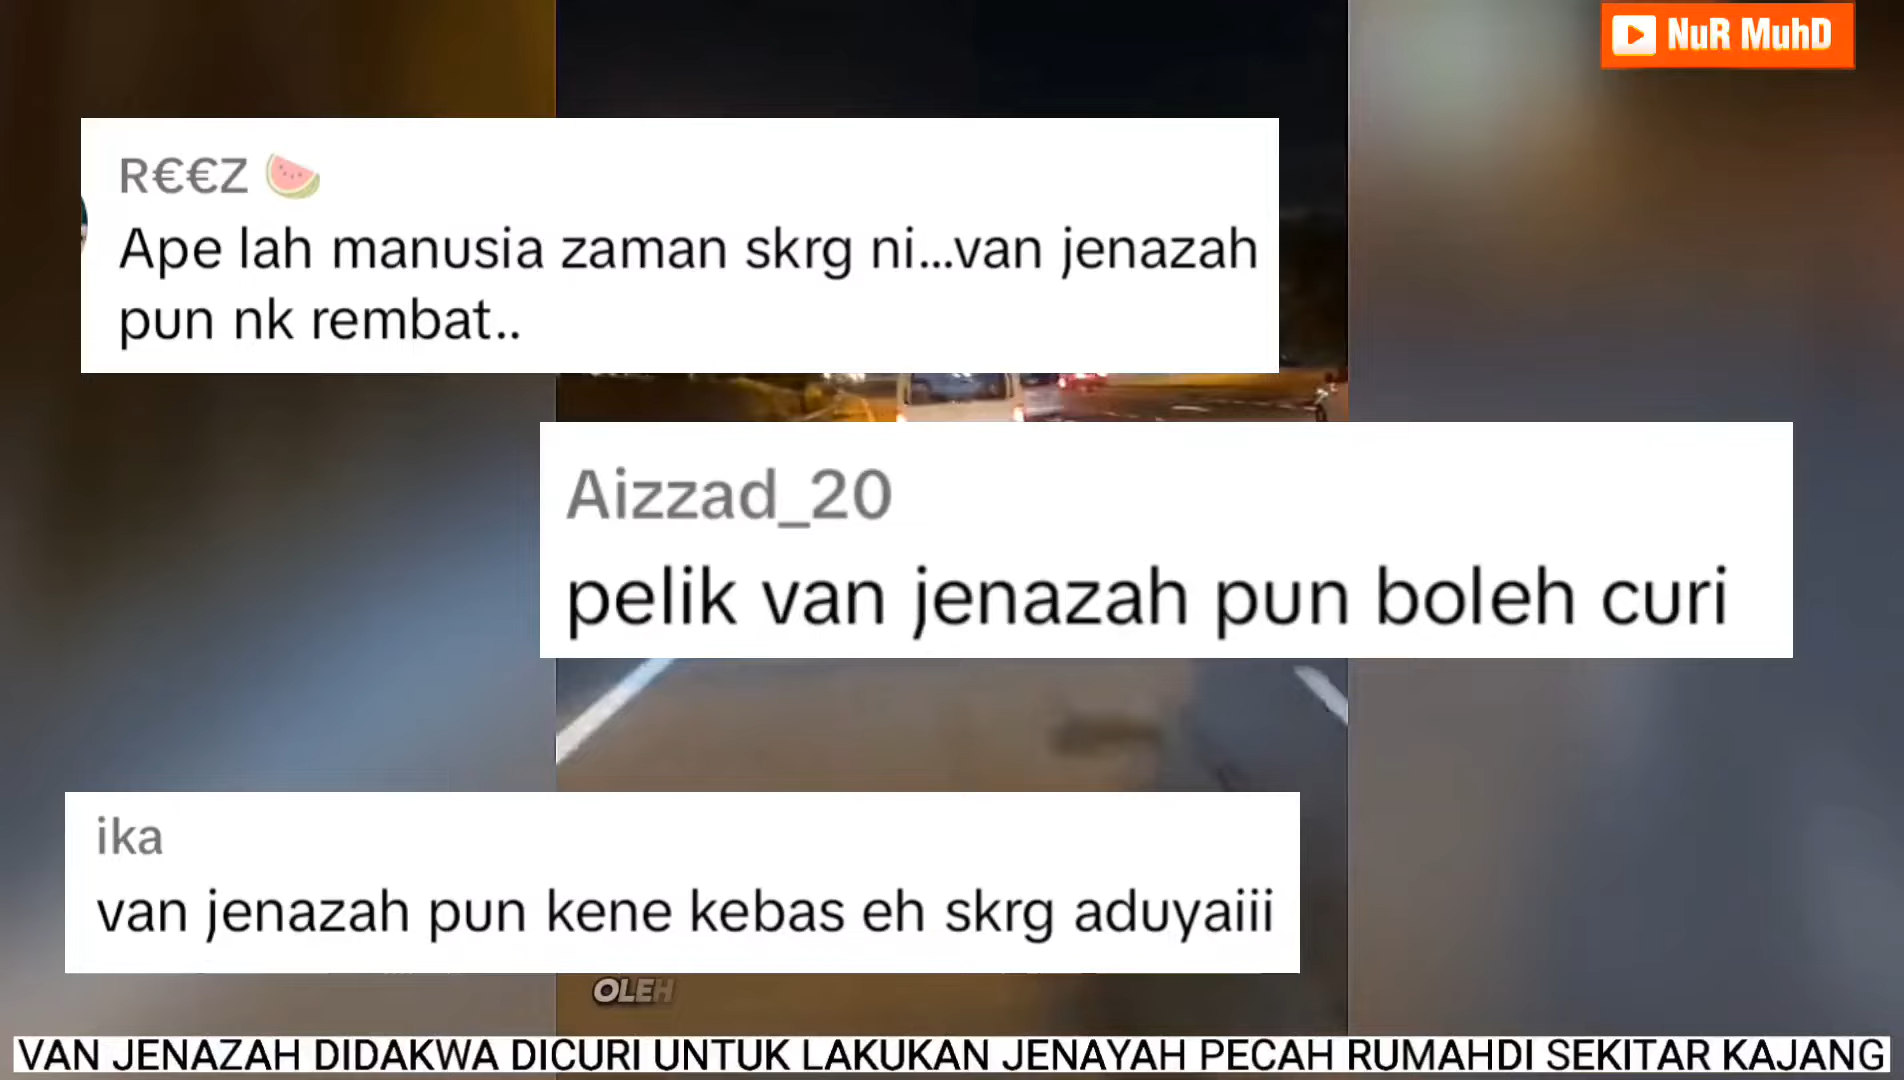 NuR MuhD
R€€Z 🍉
Ape lah manusia zaman skrg ni...van jenazah
pun nk rembat..
Aizzad_20
pelik van jenazah pun boleh curi
ika
van jenazah pun kene kebas eh skrg aduyaiii
OLEH
VAN JENAZAH DIDAKWA DICURI UNTUK LAKUKAN JENAYAH PECAH RUMAHDI SEKITAR KAJANG